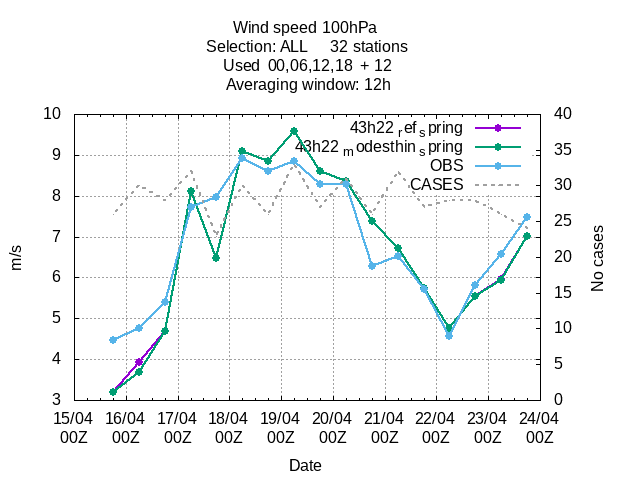 Wind speed 100hPa
Selection: ALL 32 stations
Used 00,06,12,18 + 12
Averaging window: 12h
10
9
8
7
6
5
4
3
m/s
40
35
30
25
20
15
10
5
0
No cases
43h22_ref_spring
43h22_modesthin_spring
OBS
CASES
15/04 16/04 17/04 18/04 19/04 20/04 21/04 22/04 23/04 24/04
00Z 00Z 00Z 00Z 00Z 00Z 00Z 00Z 00Z 00Z
Date